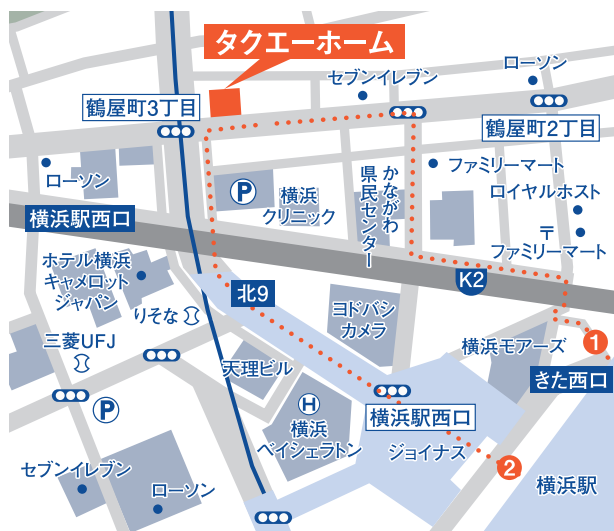 タクエーホーム
セブンイレブン
ローソン
鶴屋町3丁目
鶴屋町2丁目
ローソン
P
横浜
クリニック
かながわ
県民センター
ファミリーマート
ロイヤルホスト
〒
ファミリーマート
横浜駅西口
K2
ホテル横浜
キャメロット
ジャパン
北9
ヨドバシ
カメラ
りそな
三菱UFJ
天理ビル
横浜モアーズ
1
きた西口
P
H
横浜
ベイシェラトン
横浜駅西口
ジョイナス
2
セブンイレブン
ローソン
横浜駅